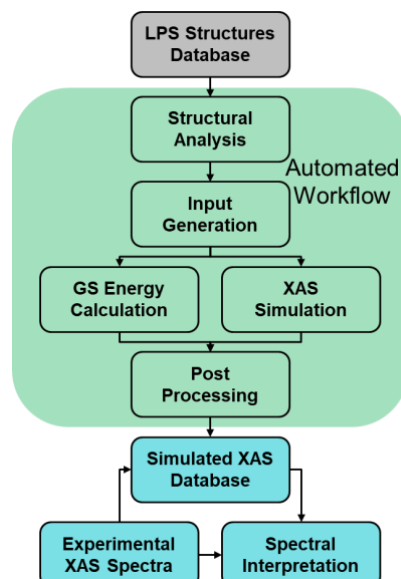 LPS Structures
Database
Structural
Analysis
Automated
Workflow
Input
Generation
GS Energy
Calculation
XAS
Simulation
Post
Processing
Simulated XAS
Database
Experimental
XAS Spectra
Spectral
Interpretation